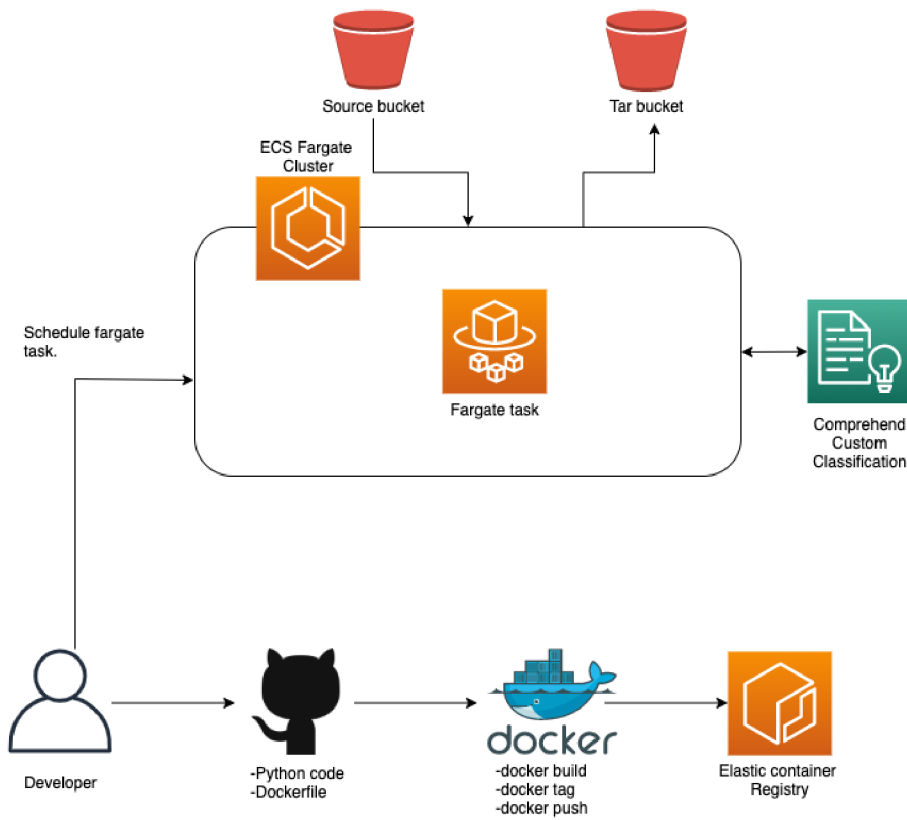 Source bucket
Tar bucket
ECS Fargate
Cluster
Schedule fargate
task.
Fargate task
Comprehend
Custom
Classification
docker
Developer
-Python code
-Dockerfile
-docker build
-docker tag
-docker push
Elastic container
Registry